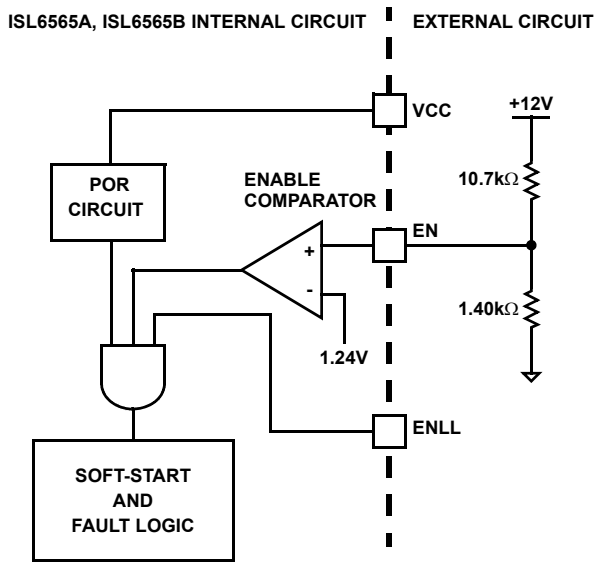 ISL6565A, ISL6565B INTERNAL CIRCUIT
EXTERNAL CIRCUIT
VCC
+12V
POR
CIRCUIT
ENABLE
COMPARATOR
10.7kΩ
EN
+
-
1.24V
1.40kΩ
ENLL
SOFT-START
AND
FAULT LOGIC